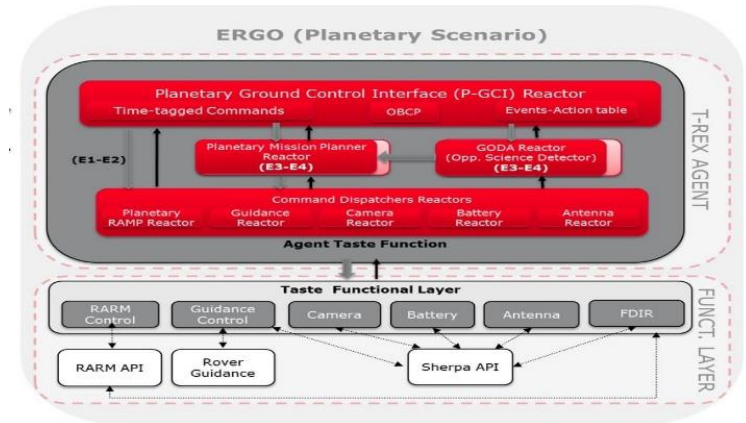 ERGO (Planetary Scenario)
T-REX AGENT
Planetary Ground Control Interface (P-GCI) Reactor
Time-tagged Commands
OBCP
Events-Action table
(E1-E2)
Planetary Mission Planner
Reactor
(E3-E4)
GODA Reactor
(Opp. Science Detector)
(E3-E4)
Command Dispatchers Reactors
Planetary
RAMP Reactor
Guidance
Reactor
Camera
Reactor
Battery
Reactor
Antenna
Reactor
Agent Taste Function
FUNCT. LAYER
Taste Functional Layer
RARM
Control
Guidance
Control
Camera
Battery
Antenna
FDIR
RARM API
Rover
Guidance
Sherpa API